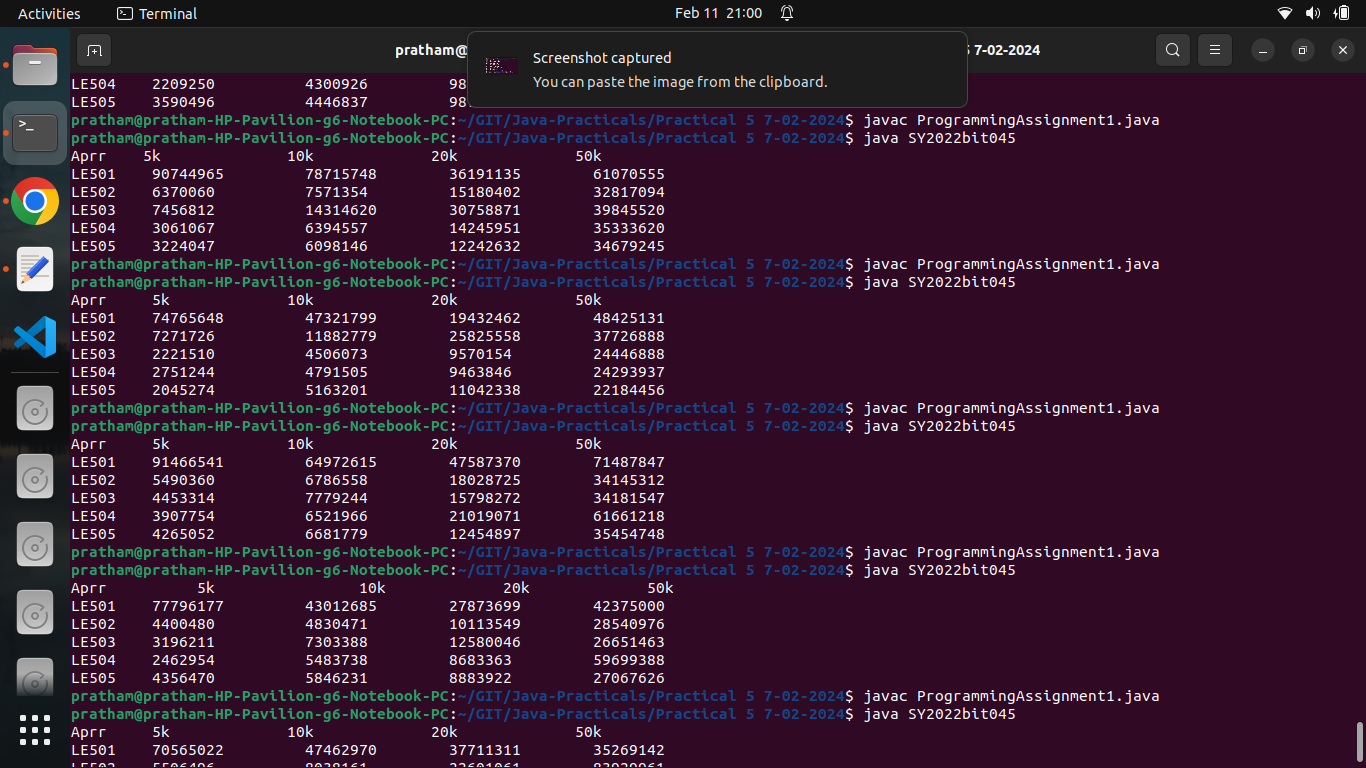 Activities Terminal Feb 11 21:00
pratham@ 5 7-02-2024
Screenshot captured
You can paste the image from the clipboard.
LE504 2209250 4300926 98
LE505 3590496 4446837 98
pratham@pratham-HP-Pavilion-g6-Notebook-PC:~/GIT/Java-Practicals/Practical 5 7-02-2024$ javac ProgrammingAssignment1.java
pratham@pratham-HP-Pavilion-g6-Notebook-PC:~/GIT/Java-Practicals/Practical 5 7-02-2024$ java SY2022bit045
Aprr 5k 10k 20k 50k
LE501 90744965 78715748 36191135 61070555
LE502 6370060 7571354 15180402 32817094
LE503 7456812 14314620 30758871 39845520
LE504 3061067 6394557 14245951 35333620
LE505 3224047 6098146 12242632 34679245
pratham@pratham-HP-Pavilion-g6-Notebook-PC:~/GIT/Java-Practicals/Practical 5 7-02-2024$ javac ProgrammingAssignment1.java
pratham@pratham-HP-Pavilion-g6-Notebook-PC:~/GIT/Java-Practicals/Practical 5 7-02-2024$ java SY2022bit045
Aprr 5k 10k 20k 50k
LE501 74765648 47321799 19432462 48425131
LE502 7271726 11882779 25825558 37726888
LE503 2221510 4506073 9570154 24446888
LE504 2751244 4791505 9463846 24293937
LE505 2045274 5163201 11042338 22184456
pratham@pratham-HP-Pavilion-g6-Notebook-PC:~/GIT/Java-Practicals/Practical 5 7-02-2024$ javac ProgrammingAssignment1.java
pratham@pratham-HP-Pavilion-g6-Notebook-PC:~/GIT/Java-Practicals/Practical 5 7-02-2024$ java SY2022bit045
Aprr 5k 10k 20k 50k
LE501 91466541 64972615 47587370 71487847
LE502 5490360 6786558 18028725 34145312
LE503 4453314 7779244 15798272 34181547
LE504 3907754 6521966 21019071 61661218
LE505 4265052 6681779 12454897 35454748
pratham@pratham-HP-Pavilion-g6-Notebook-PC:~/GIT/Java-Practicals/Practical 5 7-02-2024$ javac ProgrammingAssignment1.java
pratham@pratham-HP-Pavilion-g6-Notebook-PC:~/GIT/Java-Practicals/Practical 5 7-02-2024$ java SY2022bit045
Aprr 5k 10k 20k 50k
LE501 77796177 43012685 27873699 42375000
LE502 4400480 4830471 10113549 28540976
LE503 3196211 7303388 12580046 26651463
LE504 2462954 5483738 8683363 59699388
LE505 4356470 5846231 8883922 27067626
pratham@pratham-HP-Pavilion-g6-Notebook-PC:~/GIT/Java-Practicals/Practical 5 7-02-2024$ javac ProgrammingAssignment1.java
pratham@pratham-HP-Pavilion-g6-Notebook-PC:~/GIT/Java-Practicals/Practical 5 7-02-2024$ java SY2022bit045
Aprr 5k 10k 20k 50k
LE501 70565022 47462970 37711311 35269142